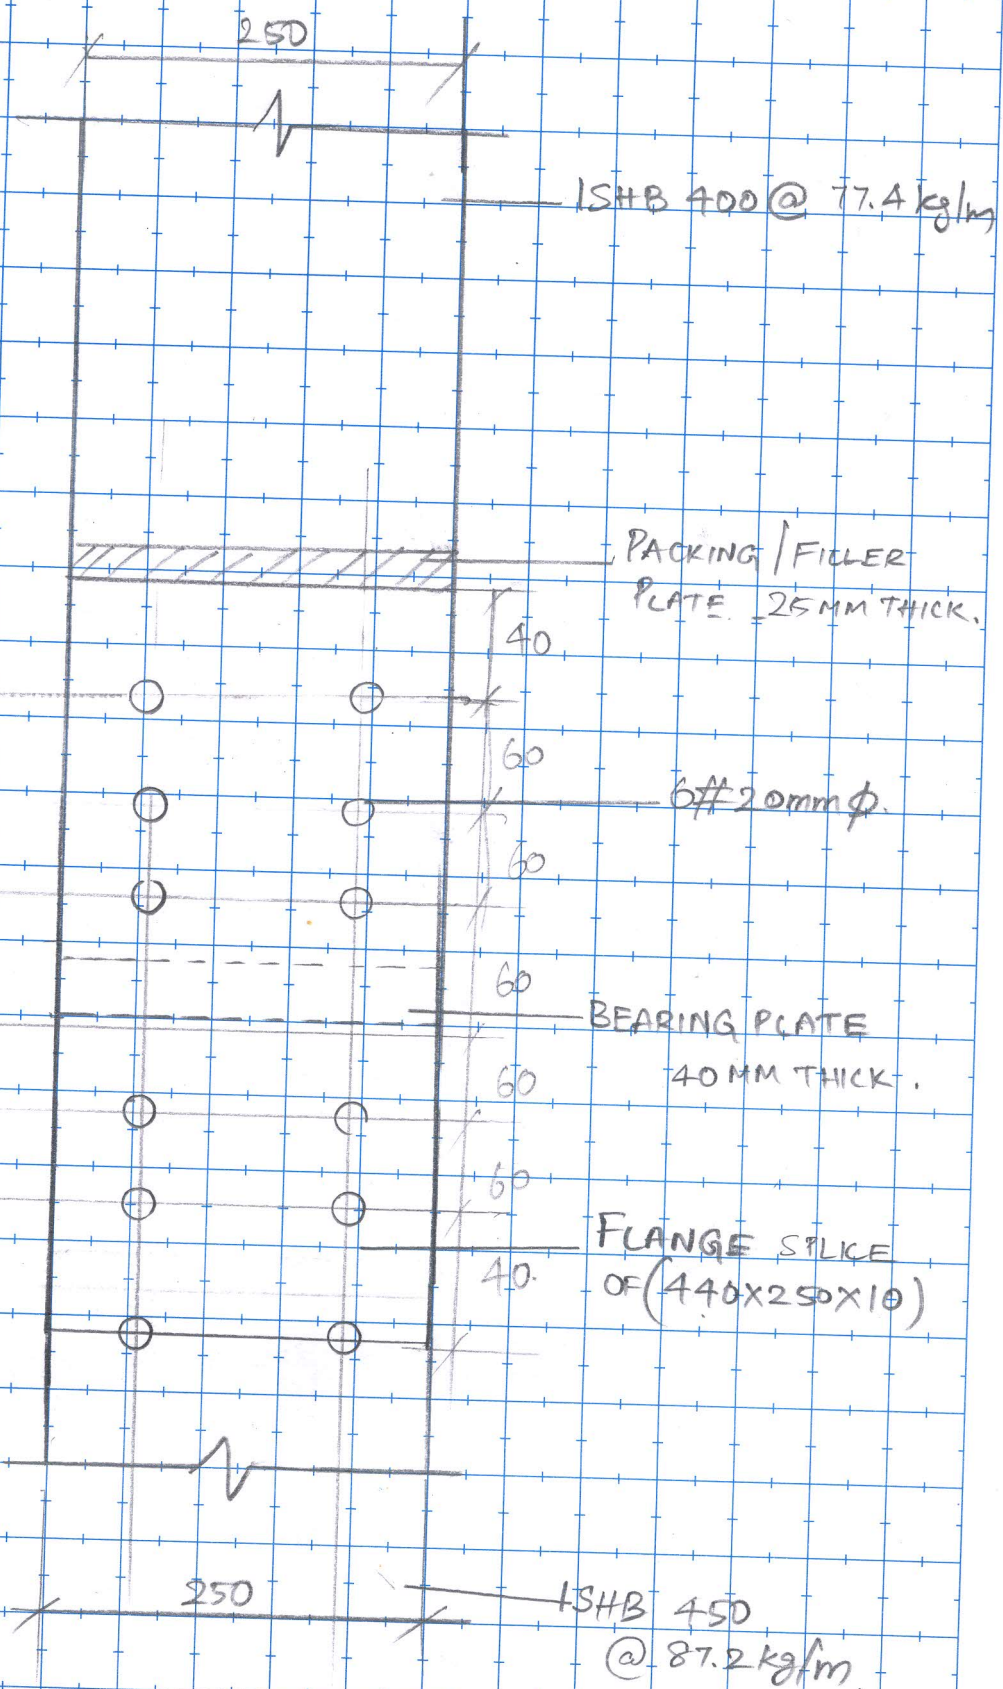 250
ISHB 400 @ 77.4 kg/m
PACKING / FILLER
PLATE 25 MM THICK.
40
60
6# 20mm φ.
60
60
BEARING PLATE
40 MM THICK.
60
60
FLANGE SPLICE
OF (440X250X10)
40.
250
ISHB 450
@ 87.2 kg/m